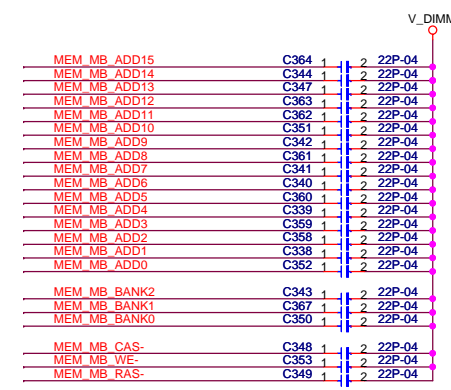 V_DIMM
MEM_MB_ADD15 C364 1 2 22P-04
MEM_MB_ADD14 C344 1 2 22P-04
MEM_MB_ADD13 C347 1 2 22P-04
MEM_MB_ADD12 C363 1 2 22P-04
MEM_MB_ADD11 C362 1 2 22P-04
MEM_MB_ADD10 C351 1 2 22P-04
MEM_MB_ADD9 C342 1 2 22P-04
MEM_MB_ADD8 C361 1 2 22P-04
MEM_MB_ADD7 C341 1 2 22P-04
MEM_MB_ADD6 C340 1 2 22P-04
MEM_MB_ADD5 C360 1 2 22P-04
MEM_MB_ADD4 C339 1 2 22P-04
MEM_MB_ADD3 C359 1 2 22P-04
MEM_MB_ADD2 C358 1 2 22P-04
MEM_MB_ADD1 C338 1 2 22P-04
MEM_MB_ADD0 C352 1 2 22P-04
MEM_MB_BANK2 C343 1 2 22P-04
MEM_MB_BANK1 C367 1 2 22P-04
MEM_MB_BANK0 C350 1 2 22P-04
MEM_MB_CAS- C348 1 2 22P-04
MEM_MB_WE- C353 1 2 22P-04
MEM_MB_RAS- C349 1 2 22P-04